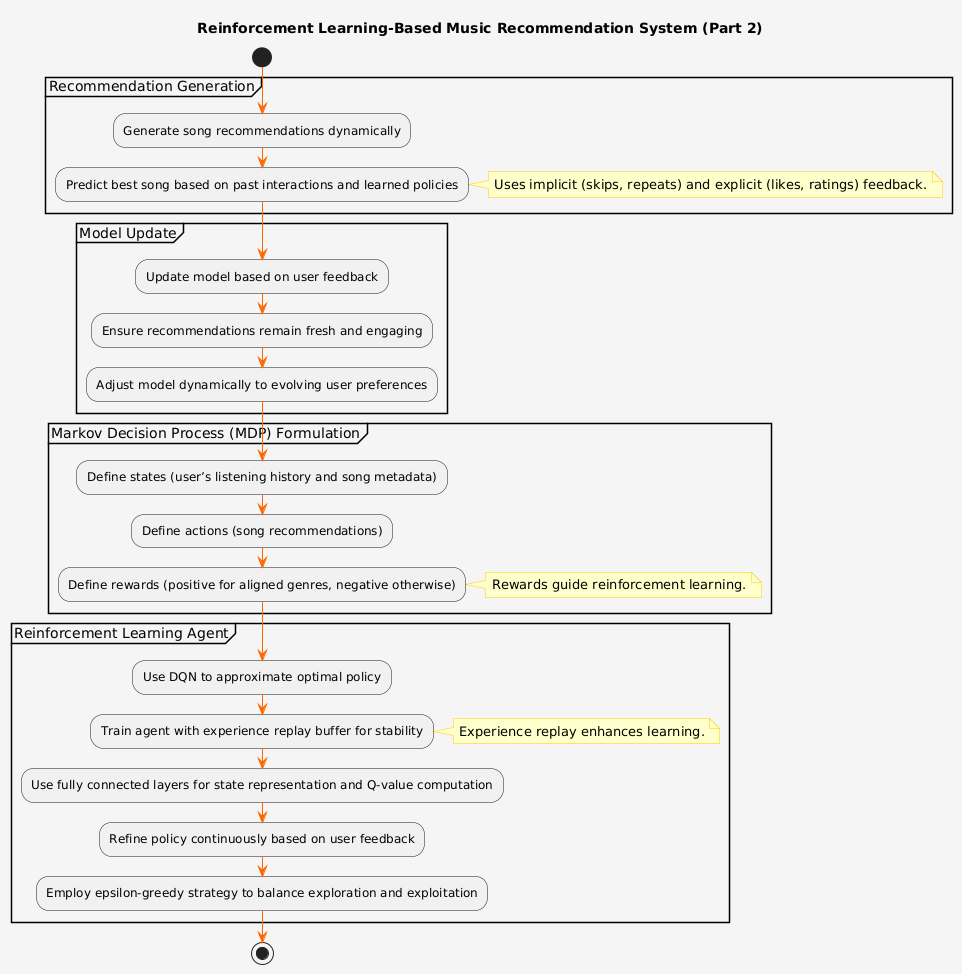 Reinforcement Learning-Based Music Recommendation System (Part 2)
Recommendation Generation
Generate song recommendations dynamically
Predict best song based on past interactions and learned policies
Uses implicit (skips, repeats) and explicit (likes, ratings) feedback.
Model Update
Update model based on user feedback
Ensure recommendations remain fresh and engaging
Adjust model dynamically to evolving user preferences
Markov Decision Process (MDP) Formulation
Define states (user’s listening history and song metadata)
Define actions (song recommendations)
Define rewards (positive for aligned genres, negative otherwise)
Rewards guide reinforcement learning.
Reinforcement Learning Agent
Use DQN to approximate optimal policy
Train agent with experience replay buffer for stability
Experience replay enhances learning.
Use fully connected layers for state representation and Q-value computation
Refine policy continuously based on user feedback
Employ epsilon-greedy strategy to balance exploration and exploitation